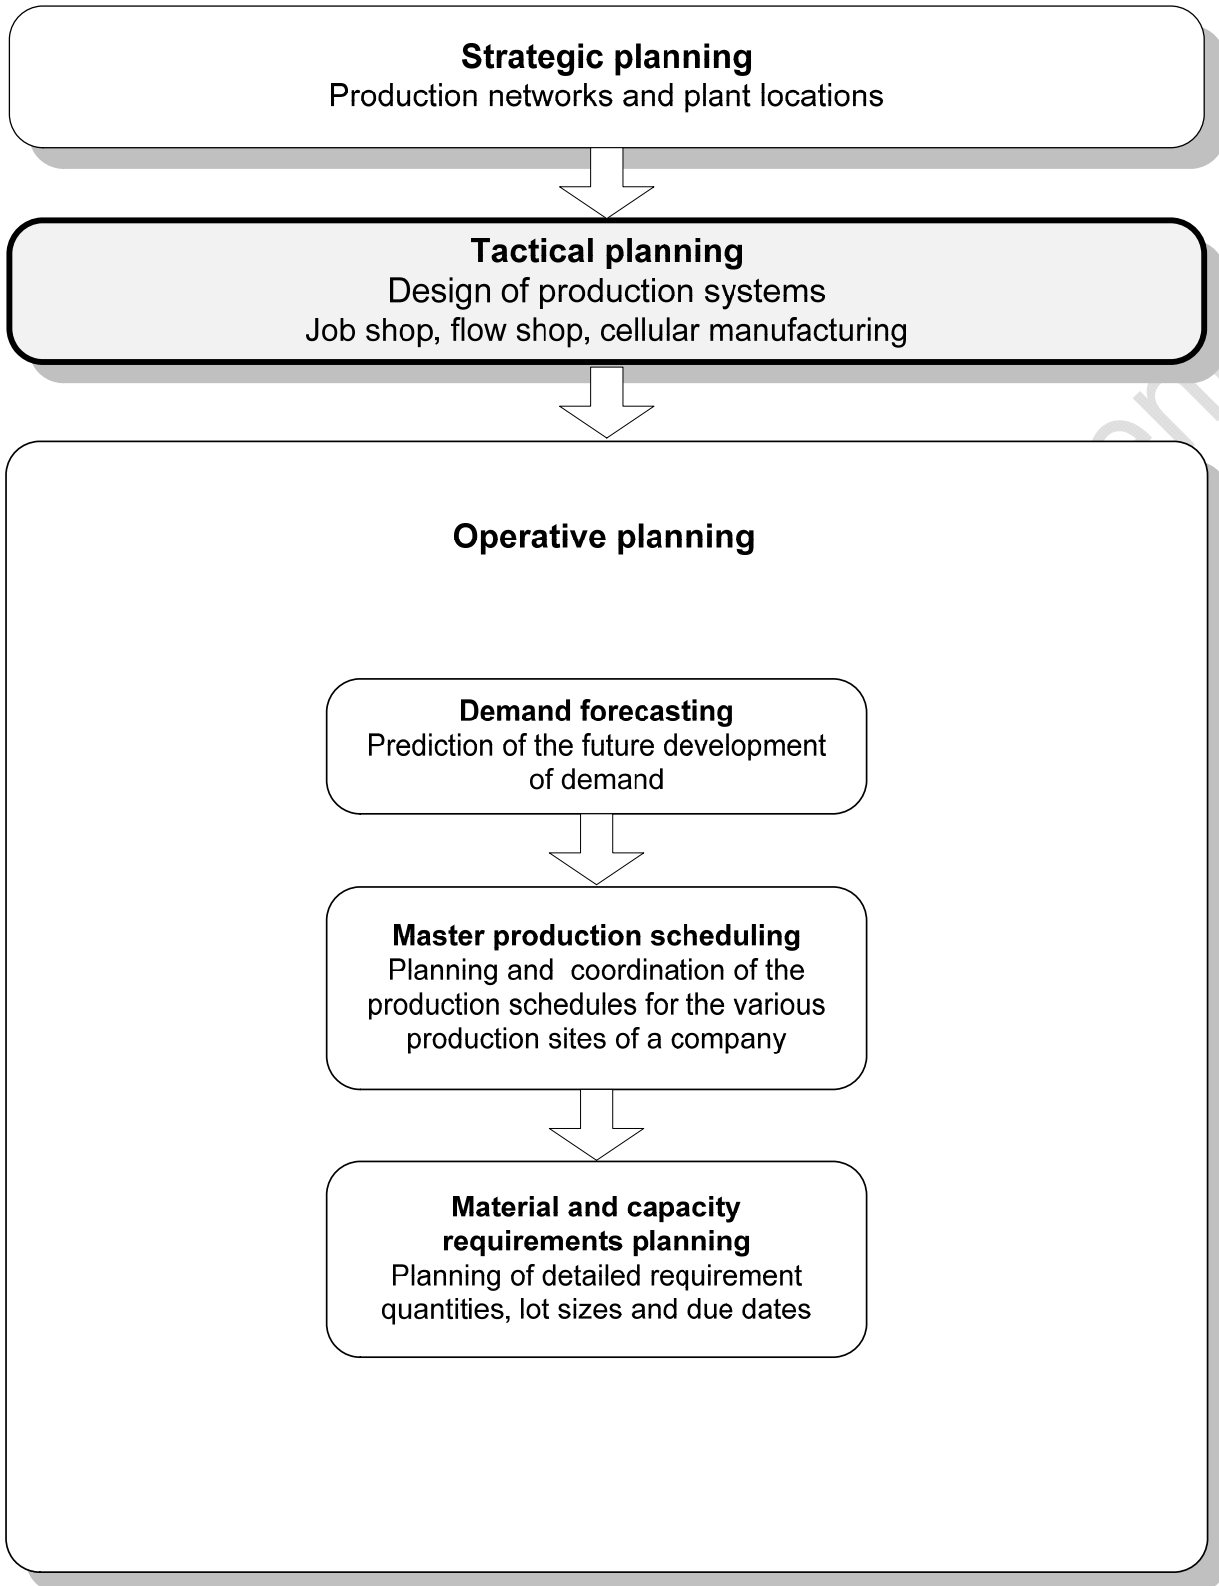 Strategic planning
Production networks and plant locations
Tactical planning
Design of production systems
Job shop, flow shop, cellular manufacturing
Operative planning
Demand forecasting
Prediction of the future development
of demand
Master production scheduling
Planning and  coordination of the
production schedules for the various
production sites of a company
Material and capacity
requirements planning
Planning of detailed requirement
quantities, lot sizes and due dates